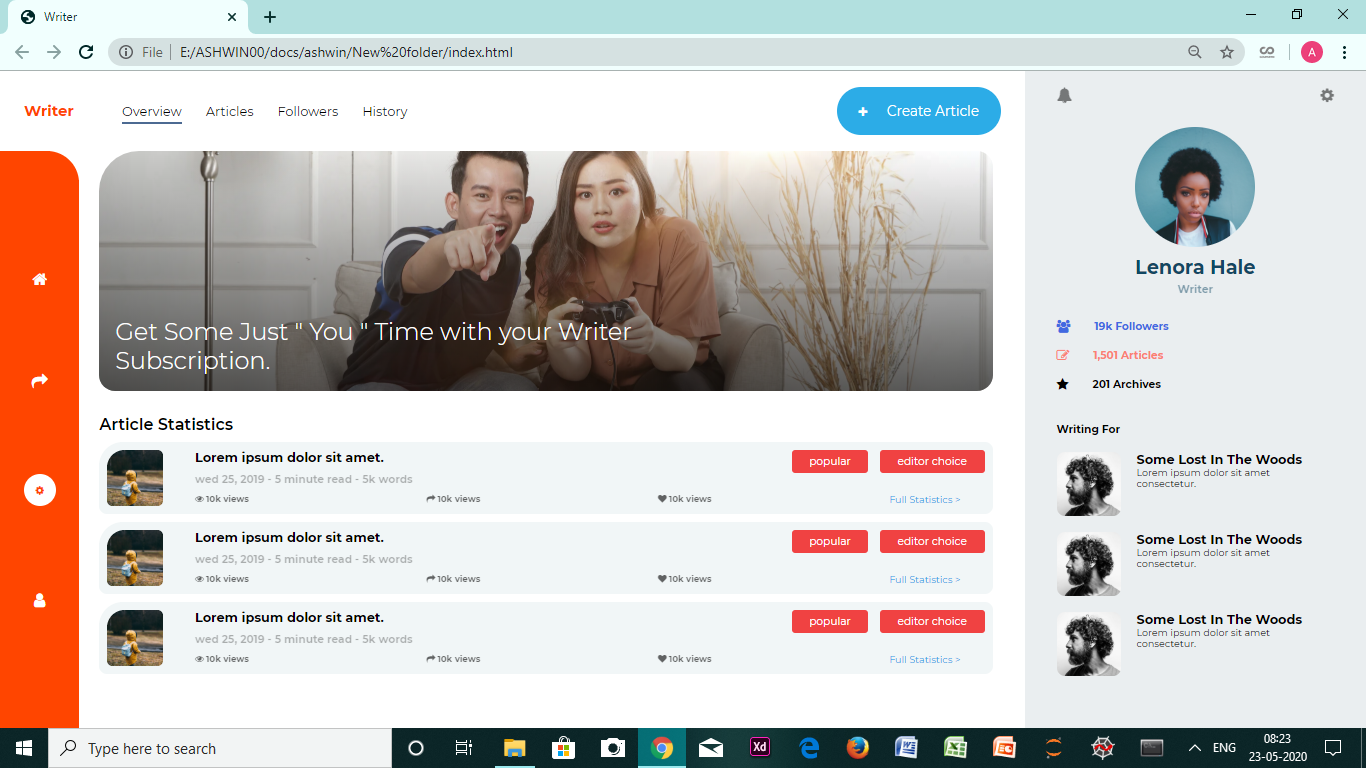 Writer
File
E:/ASHWIN00/docs/ashwin/New%20folder/index.html
A
Writer
Overview
Articles
Followers
History
Create Article
Get Some Just " You " Time with your Writer
Subscription.
Article Statistics
Lorem ipsum dolor sit amet.
popular
editor choice
wed 25, 2019 - 5 minute read - 5k words
10k views
10k views
10k views
Full Statistics >
Lorem ipsum dolor sit amet.
popular
editor choice
wed 25, 2019 - 5 minute read - 5k words
10k views
10k views
10k views
Full Statistics >
Lorem ipsum dolor sit amet.
popular
editor choice
wed 25, 2019 - 5 minute read - 5k words
10k views
10k views
10k views
Full Statistics >
Lenora Hale
Writer
19k Followers
1,501 Articles
201 Archives
Writing For
Some Lost In The Woods
Lorem ipsum dolor sit amet
consectetur.
Some Lost In The Woods
Lorem ipsum dolor sit amet
consectetur.
Some Lost In The Woods
Lorem ipsum dolor sit amet
consectetur.
Type here to search
Xd
ENG
08:23
23-05-2020